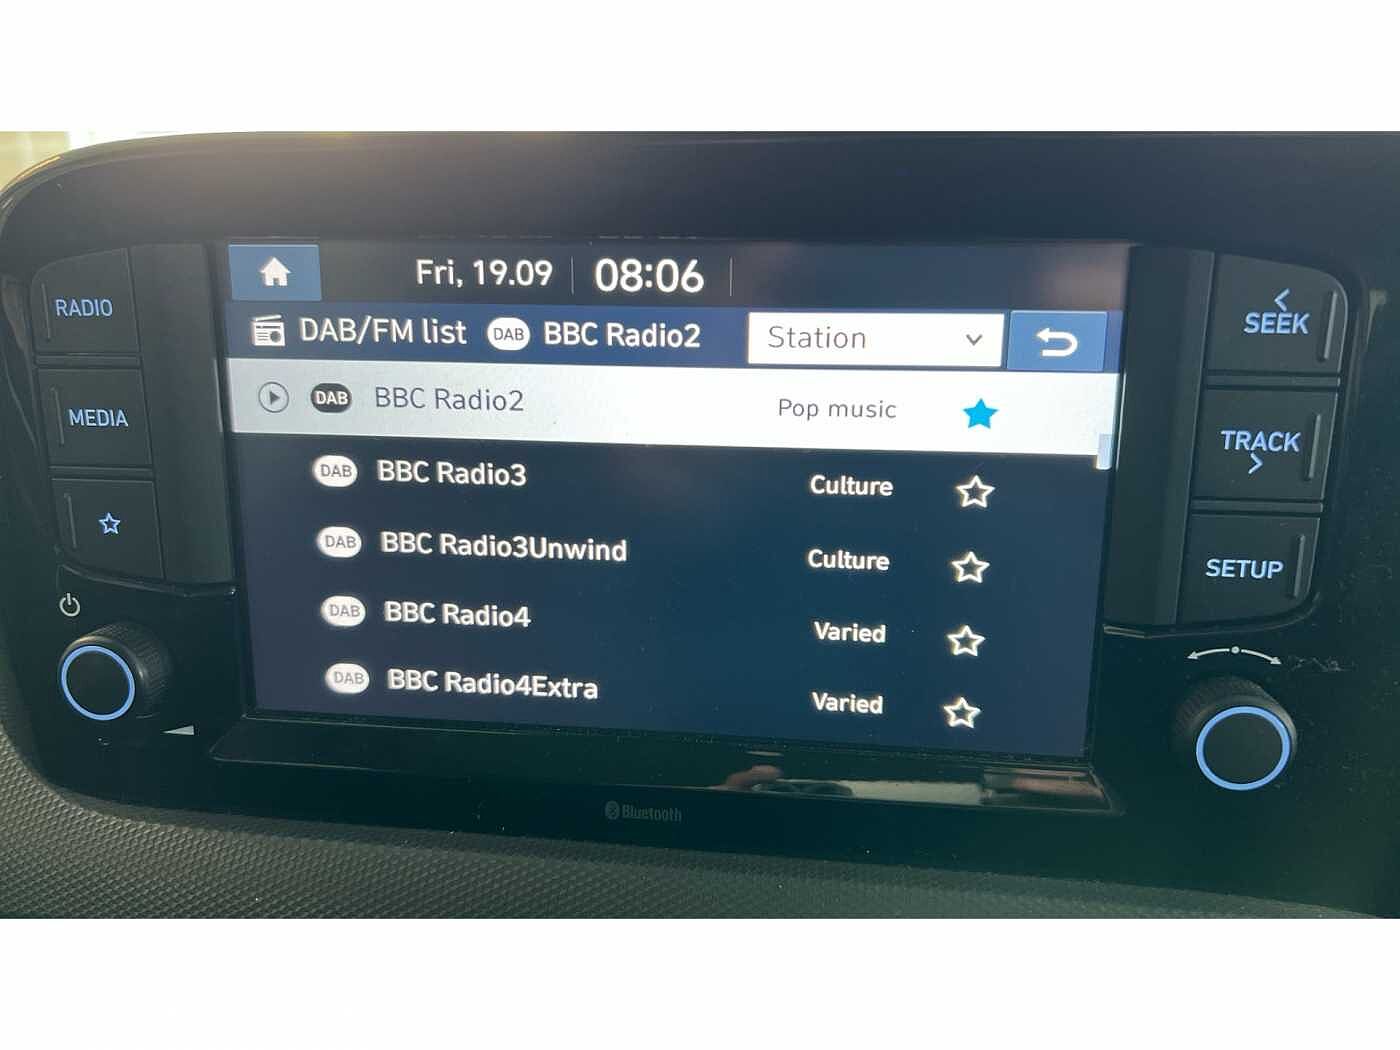 Fri, 19.09 08:06
RADIO
MEDIA
DAB/FM list DAB BBC Radio2 Station
DAB BBC Radio2 Pop music
DAB BBC Radio3 Culture
DAB BBC Radio3Unwind Culture
DAB BBC Radio4 Varied
DAB BBC Radio4Extra Varied
< SEEK
TRACK >
SETUP
Bluetooth